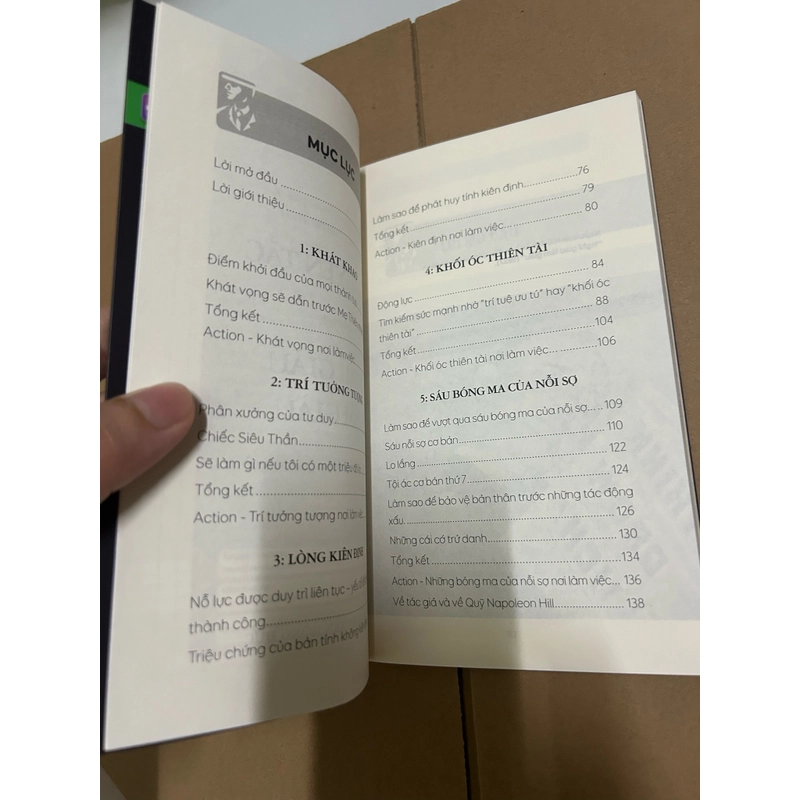 MỤC LỤC
Lời mở đầu
Lời giới thiệu
1: KHÁT KHAO
Điểm khởi đầu của mọi thành
Khát vọng sẽ dẫn trước Mẹ
Tổng kết
Action - Khát vọng nơi làm việc
2: TRÍ TƯỞNG
Phân xưởng của tư duy
Chiếc Siêu Thần
Sẽ làm gì nếu tôi có một triệu
Tổng kết
Action - Trí tưởng tượng nơi làm
3: LÒNG KIÊN ĐỊNH
Nỗ lực được duy trì liên tục - yếu
thành công
Triệu chứng của bản tính không
Làm sao để phát huy tính kiên định 76
Tổng kết 79
Action - Kiên định nơi làm việc 80
4: KHỐI ÓC THIÊN TÀI
Động lực 84
Tìm kiếm sức mạnh nhà "trí tuệ ưu tú" hay "khối óc
thiên tài" 88
Tổng kết 104
Action - Khối óc thiên tài nơi làm việc 106
5: SÁU BÓNG MA CỦA NỖI SỢ
Làm sao để vượt qua sáu bóng ma của nỗi sợ 109
Sáu nỗi sợ cơ bản 110
Lo lắng 122
Tội ác cơ bản thứ 7 124
Làm sao để bảo vệ bản thân trước những tác động
xấu 126
Những cái cớ trứ danh 130
Tổng kết 134
Action - Những bóng ma của nỗi sợ nơi làm việc 136
Về tác giả và về Quỹ Napoleon Hill 138